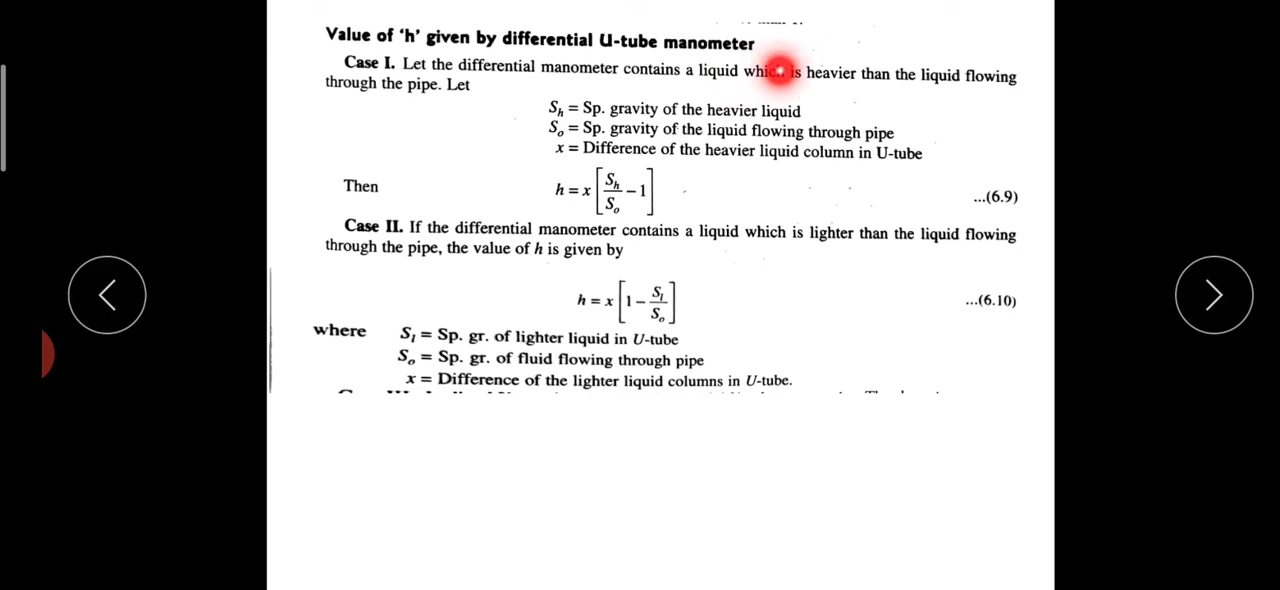 Value of 'h' given by differential U-tube manometer
Case I. Let the differential manometer contains a liquid which is heavier than the liquid flowing
through the pipe. Let
Sh = Sp. gravity of the heavier liquid
So = Sp. gravity of the liquid flowing through pipe
x = Difference of the heavier liquid column in U-tube
Then h = x [Sh/So − 1] ...(6.9)
Case II. If the differential manometer contains a liquid which is lighter than the liquid flowing
through the pipe, the value of h is given by
h = x [1 − Sl/So] ...(6.10)
where Sl = Sp. gr. of lighter liquid in U-tube
So = Sp. gr. of fluid flowing through pipe
x = Difference of the lighter liquid columns in U-tube.